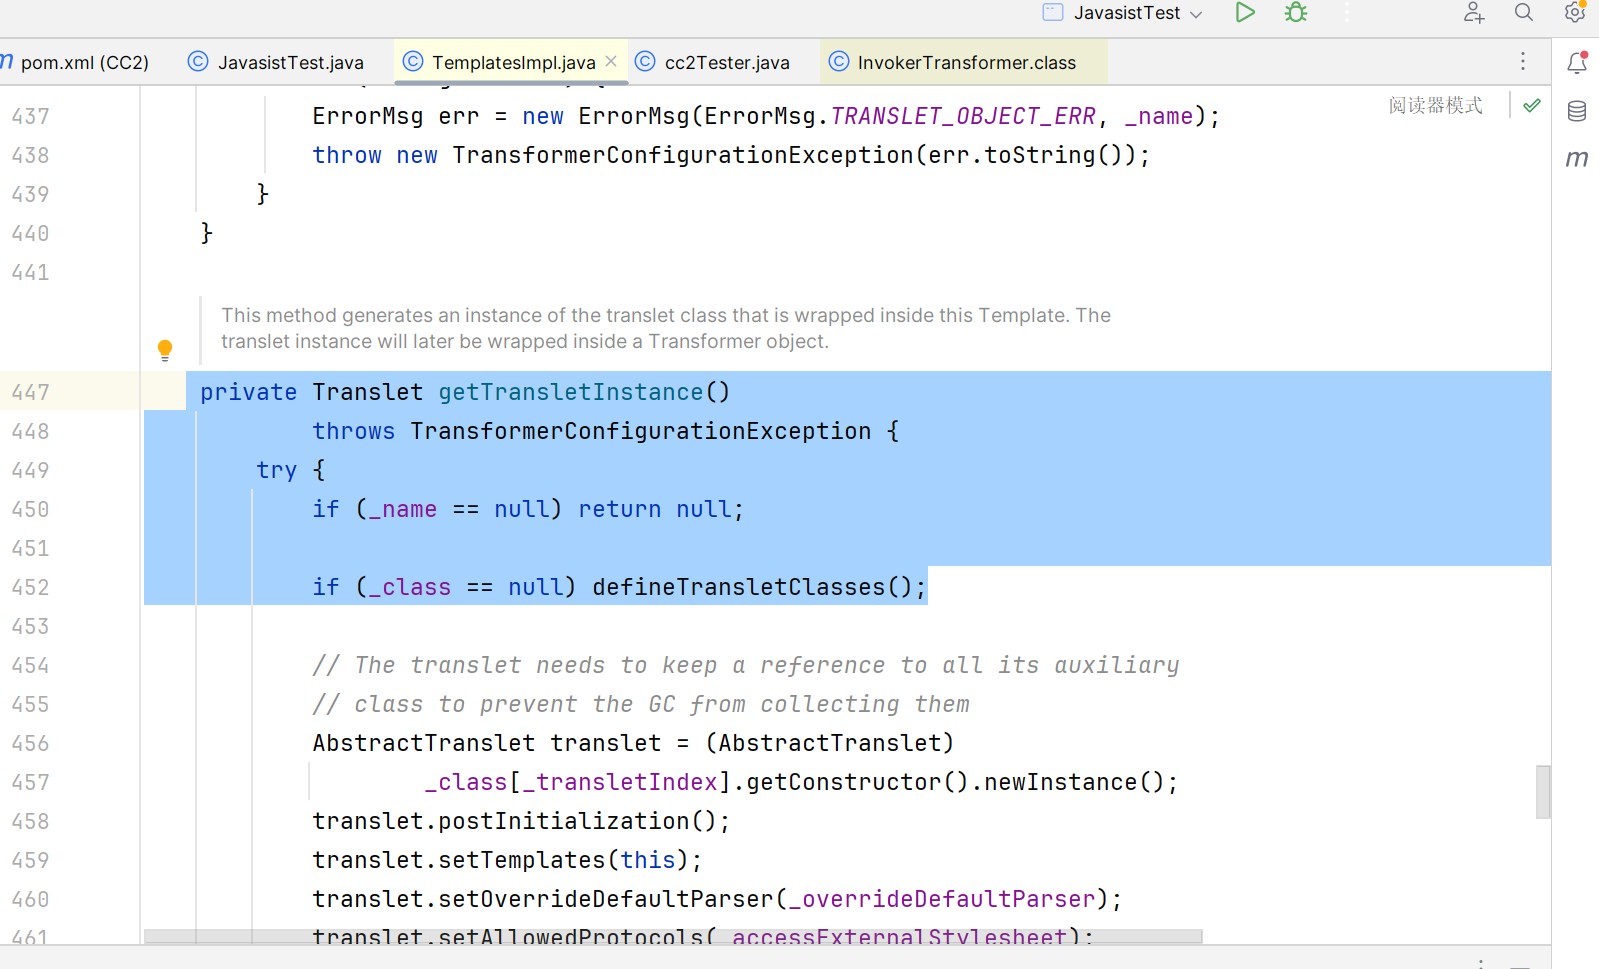 JavasistTest
m pom.xml (CC2)
C JavasistTest.java
C TemplatesImpl.java
C cc2Tester.java
C InvokerTransformer.class
阅读器模式
437 ErrorMsg err = new ErrorMsg(ErrorMsg.TRANSLET_OBJECT_ERR, _name);
438 throw new TransformerConfigurationException(err.toString());
439 }
440 }
441
This method generates an instance of the translet class that is wrapped inside this Template. The
translet instance will later be wrapped inside a Transformer object.
447 private Translet getTransletInstance()
448 throws TransformerConfigurationException {
449 try {
450 if (_name == null) return null;
451
452 if (_class == null) defineTransletClasses();
453
454 // The translet needs to keep a reference to all its auxiliary
455 // class to prevent the GC from collecting them
456 AbstractTranslet translet = (AbstractTranslet)
457 _class[_transletIndex].getConstructor().newInstance();
458 translet.postInitialization();
459 translet.setTemplates(this);
460 translet.setOverrideDefaultParser(_overrideDefaultParser);
461 translet.setAllowedProtocols(_accessExternalStylesheet);
m